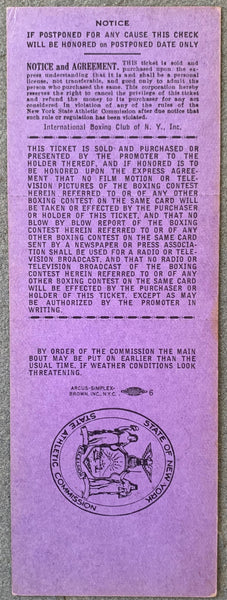 NOTICE
IF POSTPONED FOR ANY CAUSE THIS CHECK
WILL BE HONORED on POSTPONED DATE ONLY
NOTICE and AGREEMENT. THIS ticket is sold and
purchased upon the ex-
press understanding that it is and shall be a personal
license, not transferable, and good only to admit the
person who purchased the same. This corporation hereby
reserves the right to cancel the privilege of this ticket
and refund the money to its purchaser for any act
considered in violation of any of the rules of the
New York State Athletic Commission after due notice that
such rule or regulation has been violated.
International Boxing Club of N. Y., Inc.
THIS TICKET IS SOLD AND PURCHASED OR
PRESENTED BY THE PROMOTER TO THE
HOLDER THEREOF, AND IF HONORED IS TO
BE HONORED UPON THE EXPRESS AGREE-
MENT THAT NO FILM MOTION OR TELE-
VISION PICTURES OF THE BOXING CONTEST
HEREIN REFERRED TO OR OF ANY OTHER
BOXING CONTEST ON THE SAME CARD WILL
BE TAKEN OR EFFECTED BY THE PURCHASER
OR HOLDER OF THIS TICKET, AND THAT NO
BLOW BY BLOW REPORT OF THE BOXING
CONTEST HEREIN REFERRED TO OR OF ANY
OTHER BOXING CONTEST ON THE SAME CARD
SENT BY A NEWSPAPER OR PRESS ASSOCIA-
TION SHALL BE USED FOR A RADIO OR TELE-
VISION BROADCAST, AND THAT NO RADIO OR
TELEVISION BROADCAST OF THE BOXING
CONTEST HEREIN REFERRED TO OR OF ANY
OTHER BOXING CONTEST ON THE SAME CARD
WILL BE EFFECTED BY THE PURCHASER OR
HOLDER OF THIS TICKET, EXCEPT AS MAY
BE AUTHORIZED BY THE PROMOTER IN
WRITING.
BY ORDER OF THE COMMISSION THE MAIN
BOUT MAY BE PUT ON EARLIER THAN THE
USUAL TIME, IF WEATHER CONDITIONS LOOK
THREATENING.
ARCUS-SIMPLEX-
BROWN, INC., N.Y.C. 6
STATE OF NEW YORK
STATE ATHLETIC COMMISSION